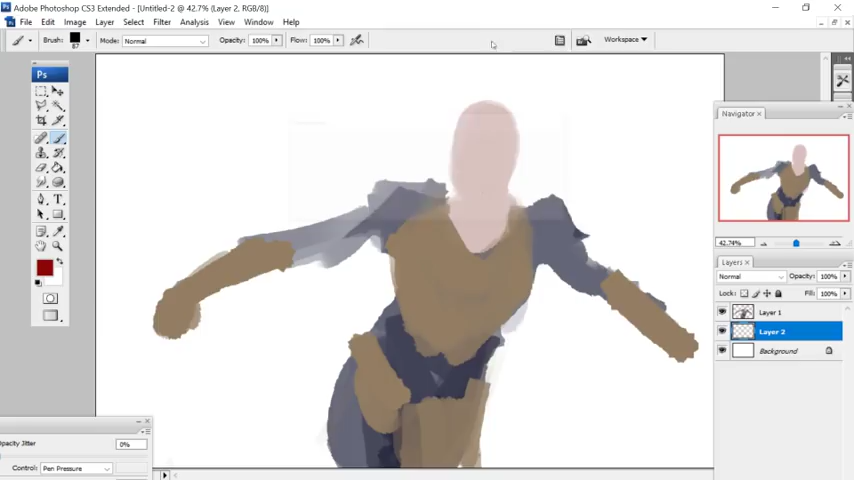 Adobe Photoshop CS3 Extended - [Untitled-2 @ 42.7% (Layer 2, RGB/8)]
File Edit Image Layer Select Filter Analysis View Window Help
Brush: 87 Mode: Normal Opacity: 100% Flow: 100% Workspace
Ps
T
Navigator
42.74%
Layers
Normal Opacity: 100%
Lock: Fill: 100%
Layer 1
Layer 2
Background
Opacity Jitter 0%
Control: Pen Pressure